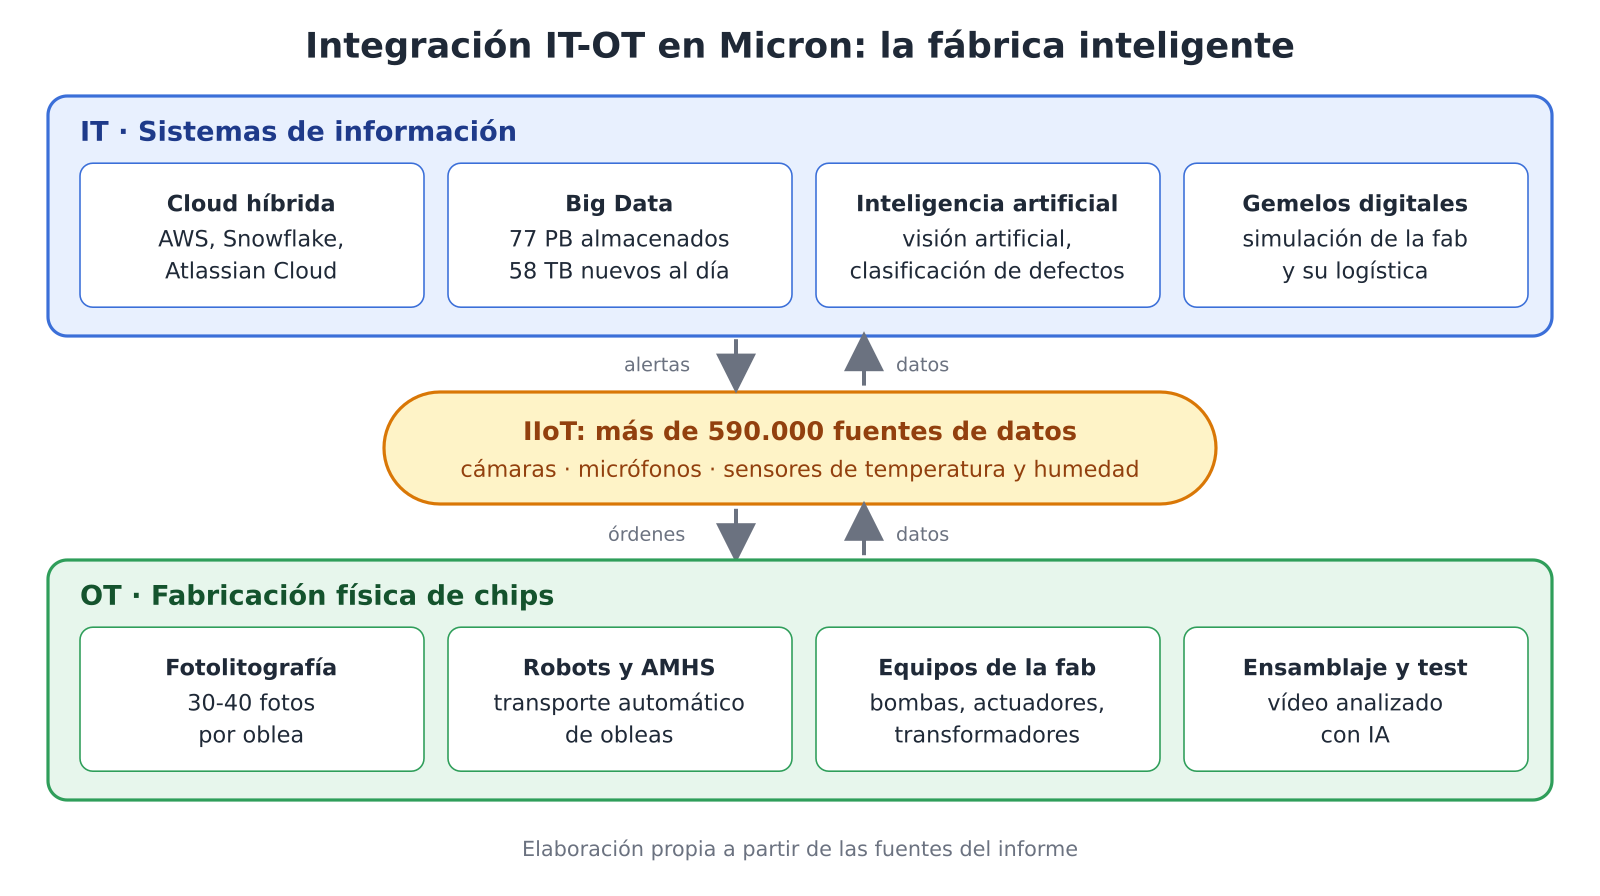 Integración IT-OT en Micron: la fábrica inteligente
IT · Sistemas de información
Cloud híbrida
AWS, Snowflake,
Atlassian Cloud
Big Data
77 PB almacenados
58 TB nuevos al día
Inteligencia artificial
visión artificial,
clasificación de defectos
Gemelos digitales
simulación de la fab
y su logística
alertas
datos
IIoT: más de 590.000 fuentes de datos
cámaras · micrófonos · sensores de temperatura y humedad
órdenes
datos
OT · Fabricación física de chips
Fotolitografía
30-40 fotos
por oblea
Robots y AMHS
transporte automático
de obleas
Equipos de la fab
bombas, actuadores,
transformadores
Ensamblaje y test
vídeo analizado
con IA
Elaboración propia a partir de las fuentes del informe